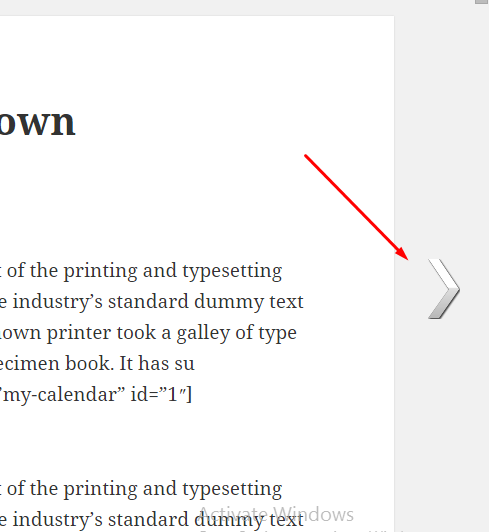 own
t of the printing and typesetting
e industry’s standard dummy text
nown printer took a galley of type
ecimen book. It has su
”my-calendar” id=”1″]
t of the printing and typesetting
e industry’s standard dummy text
Activate Windows